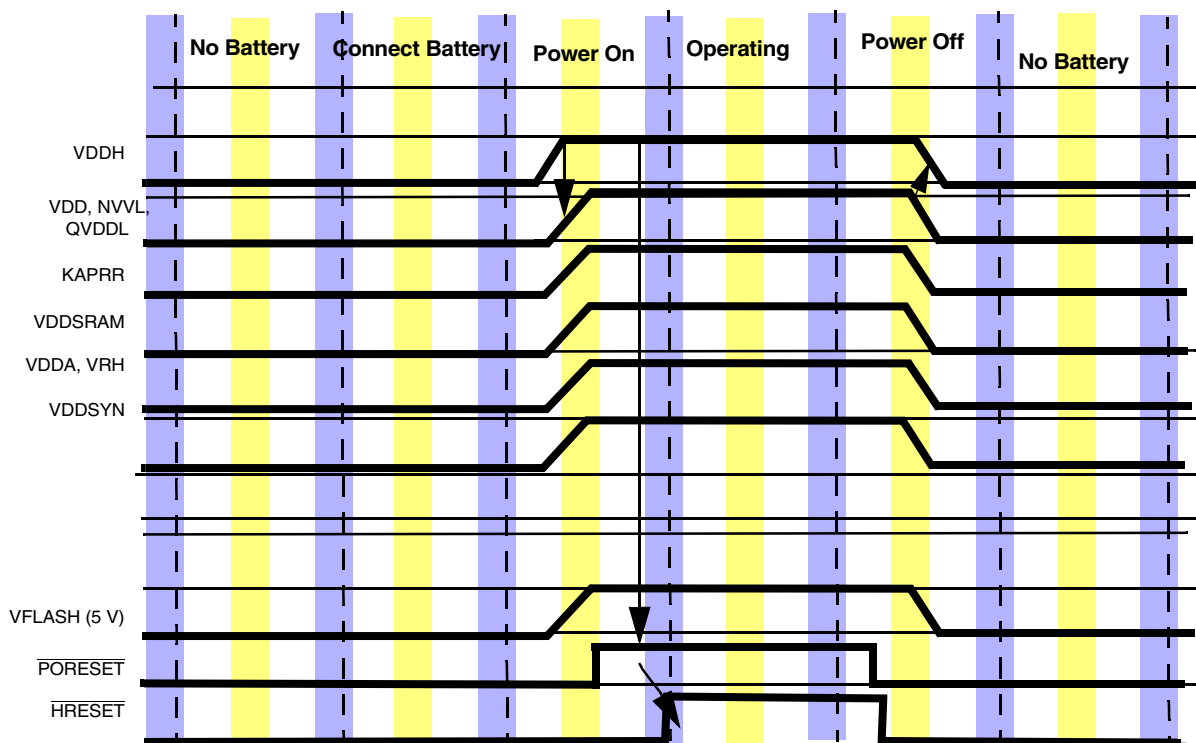 No Battery
Connect Battery
Power On
Operating
Power Off
No Battery
VDDH
VDD, NVVL,
QVDDL
KAPRR
VDDSRAM
VDDA, VRH
VDDSYN
VFLASH (5 V)
PORESET
HRESET